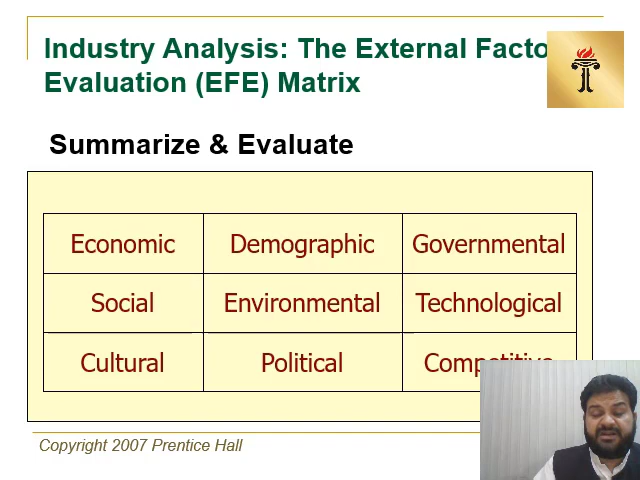 Industry Analysis: The External Facto
Evaluation (EFE) Matrix
Summarize & Evaluate
Economic Demographic Governmental
Social Environmental Technological
Cultural Political Competitive
Copyright 2007 Prentice Hall